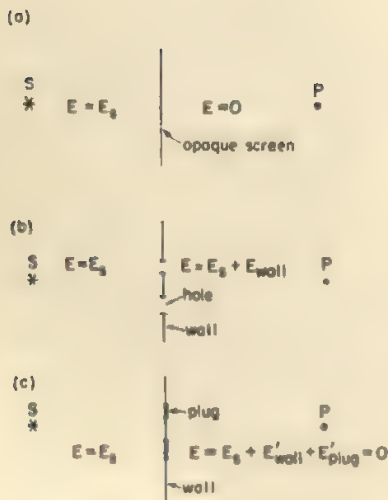 (a)
S P
* E = E_s E = 0 •
opaque screen
(b)
S E = E_s E = E_s + E_wall P
* •
hole
wall
(c)
S plug P
* •
E = E_s E = E_s + E'_wall + E'_plug = 0
wall